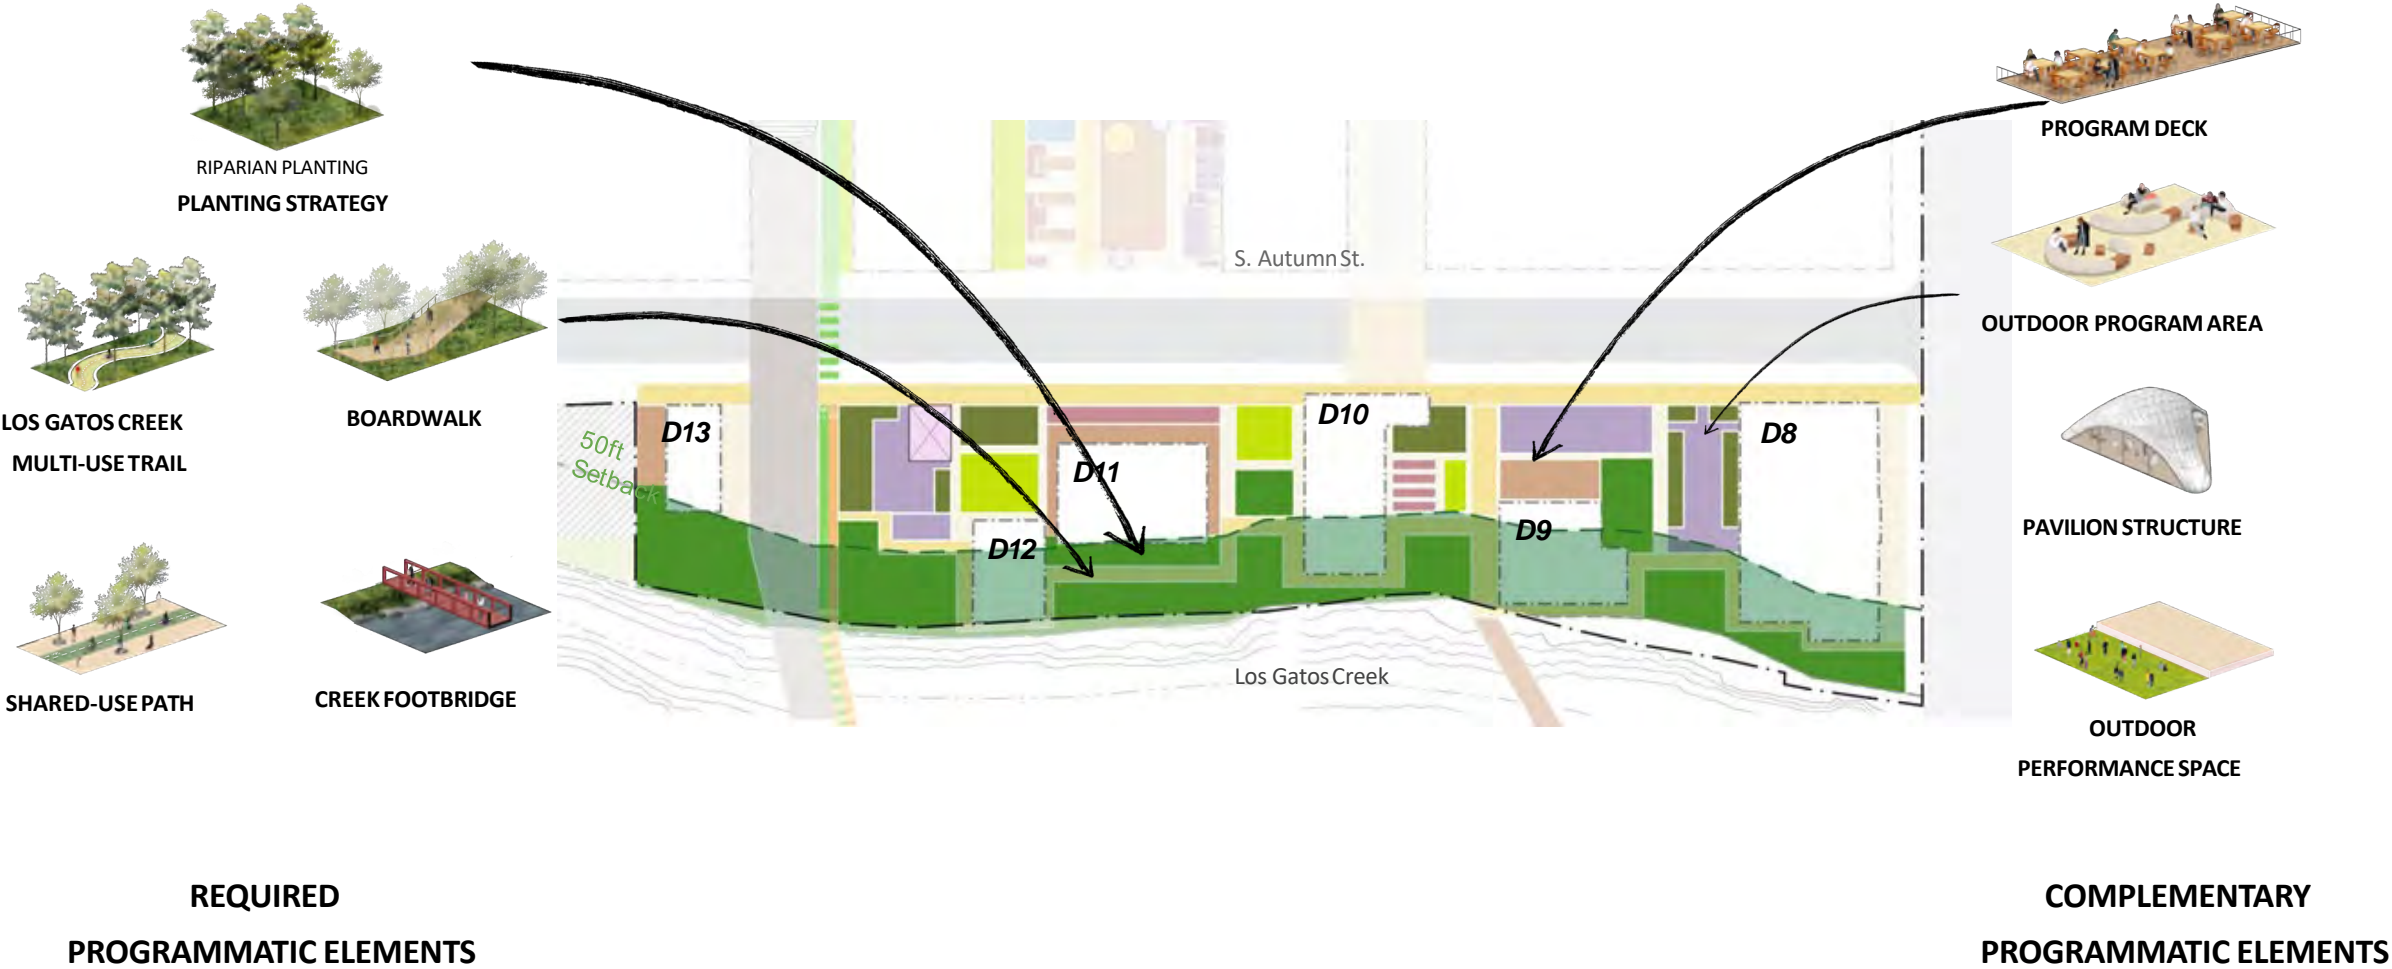 RIPARIAN PLANTING
PLANTING STRATEGY
LOS GATOS CREEK
MULTI-USE TRAIL
BOARDWALK
SHARED-USE PATH
CREEK FOOTBRIDGE
REQUIRED
PROGRAMMATIC ELEMENTS
S. Autumn St.
50ft
Setback
D13
D12
D11
D10
D9
D8
Los Gatos Creek
PROGRAM DECK
OUTDOOR PROGRAM AREA
PAVILION STRUCTURE
OUTDOOR
PERFORMANCE SPACE
COMPLEMENTARY
PROGRAMMATIC ELEMENTS